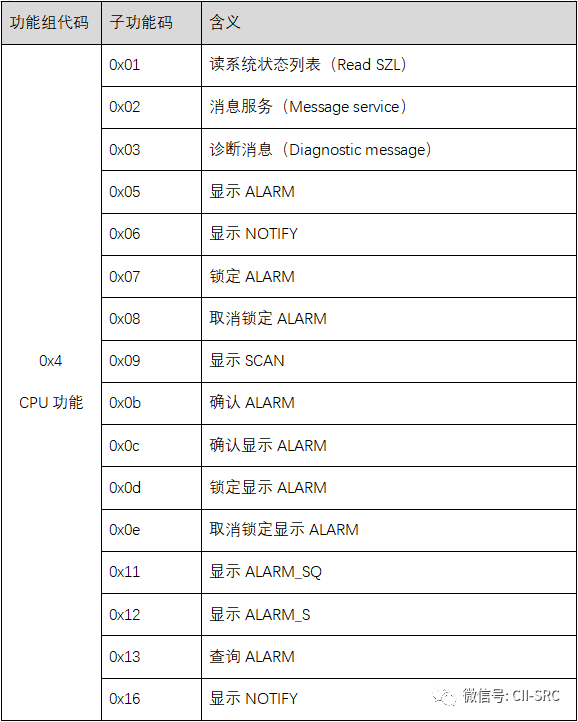 功能组代码 子功能码 含义
0x01 读系统状态列表（Read SZL）
0x02 消息服务（Message service）
0x03 诊断消息（Diagnostic message）
0x05 显示 ALARM
0x06 显示 NOTIFY
0x07 锁定 ALARM
0x08 取消锁定 ALARM
0x4 0x09 显示 SCAN
CPU 功能 0x0b 确认 ALARM
0x0c 确认显示 ALARM
0x0d 锁定显示 ALARM
0x0e 取消锁定显示 ALARM
0x11 显示 ALARM_SQ
0x12 显示 ALARM_S
0x13 查询 ALARM
0x16 显示 NOTIFY
微信号: CII-SRC